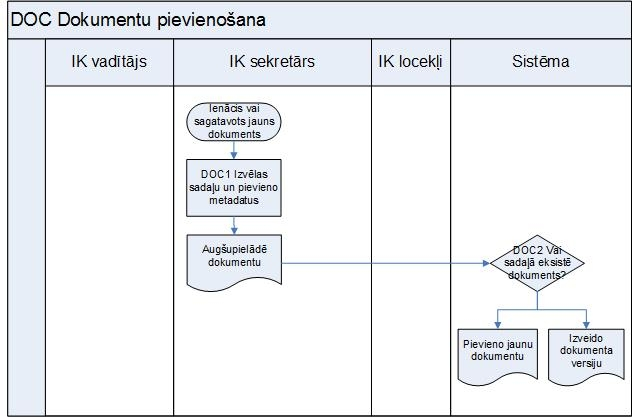 DOC Dokumentu pievienošana
IK vadītājs
IK sekretārs
IK locekļi
Sistēma
Ienācis vai
sagatavots jauns
dokuments
DOC1 Izvēlas
sadaļu un pievieno
metadatus
Augšupielādē
dokumentu
DOC2 Vai
sadaļā eksistē
dokuments?
Pievieno jaunu
dokumentu
Izveido
dokumenta
versiju